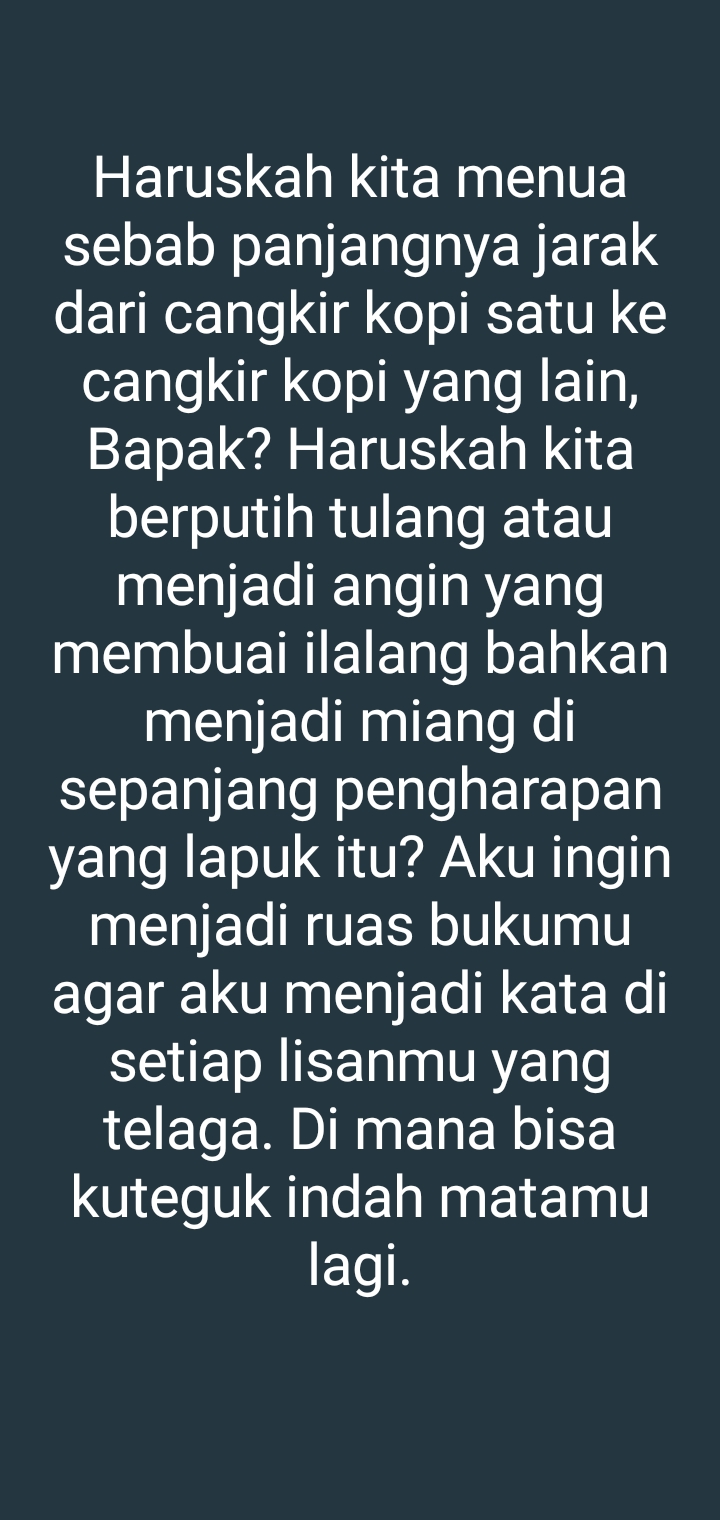 Haruskah kita menua
sebab panjangnya jarak
dari cangkir kopi satu ke
cangkir kopi yang lain,
Bapak? Haruskah kita
berputih tulang atau
menjadi angin yang
membuai ilalang bahkan
menjadi miang di
sepanjang pengharapan
yang lapuk itu? Aku ingin
menjadi ruas bukumu
agar aku menjadi kata di
setiap lisanmu yang
telaga. Di mana bisa
kuteguk indah matamu
lagi.